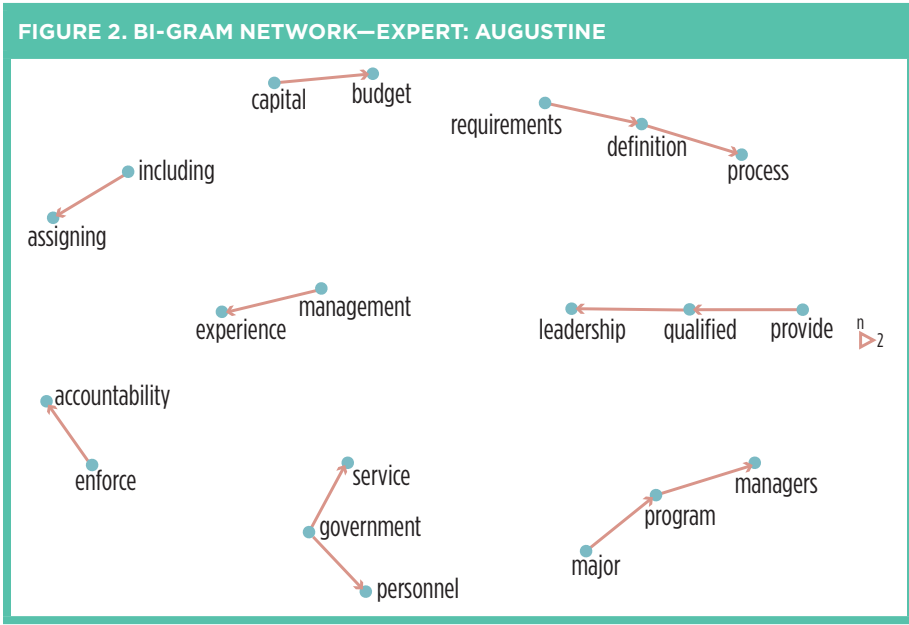 FIGURE 2. BI-GRAM NETWORK—EXPERT: AUGUSTINE
capital
budget
requirements
definition
process
including
assigning
management
experience
leadership
qualified
provide
n
2
accountability
enforce
service
government
personnel
managers
program
major